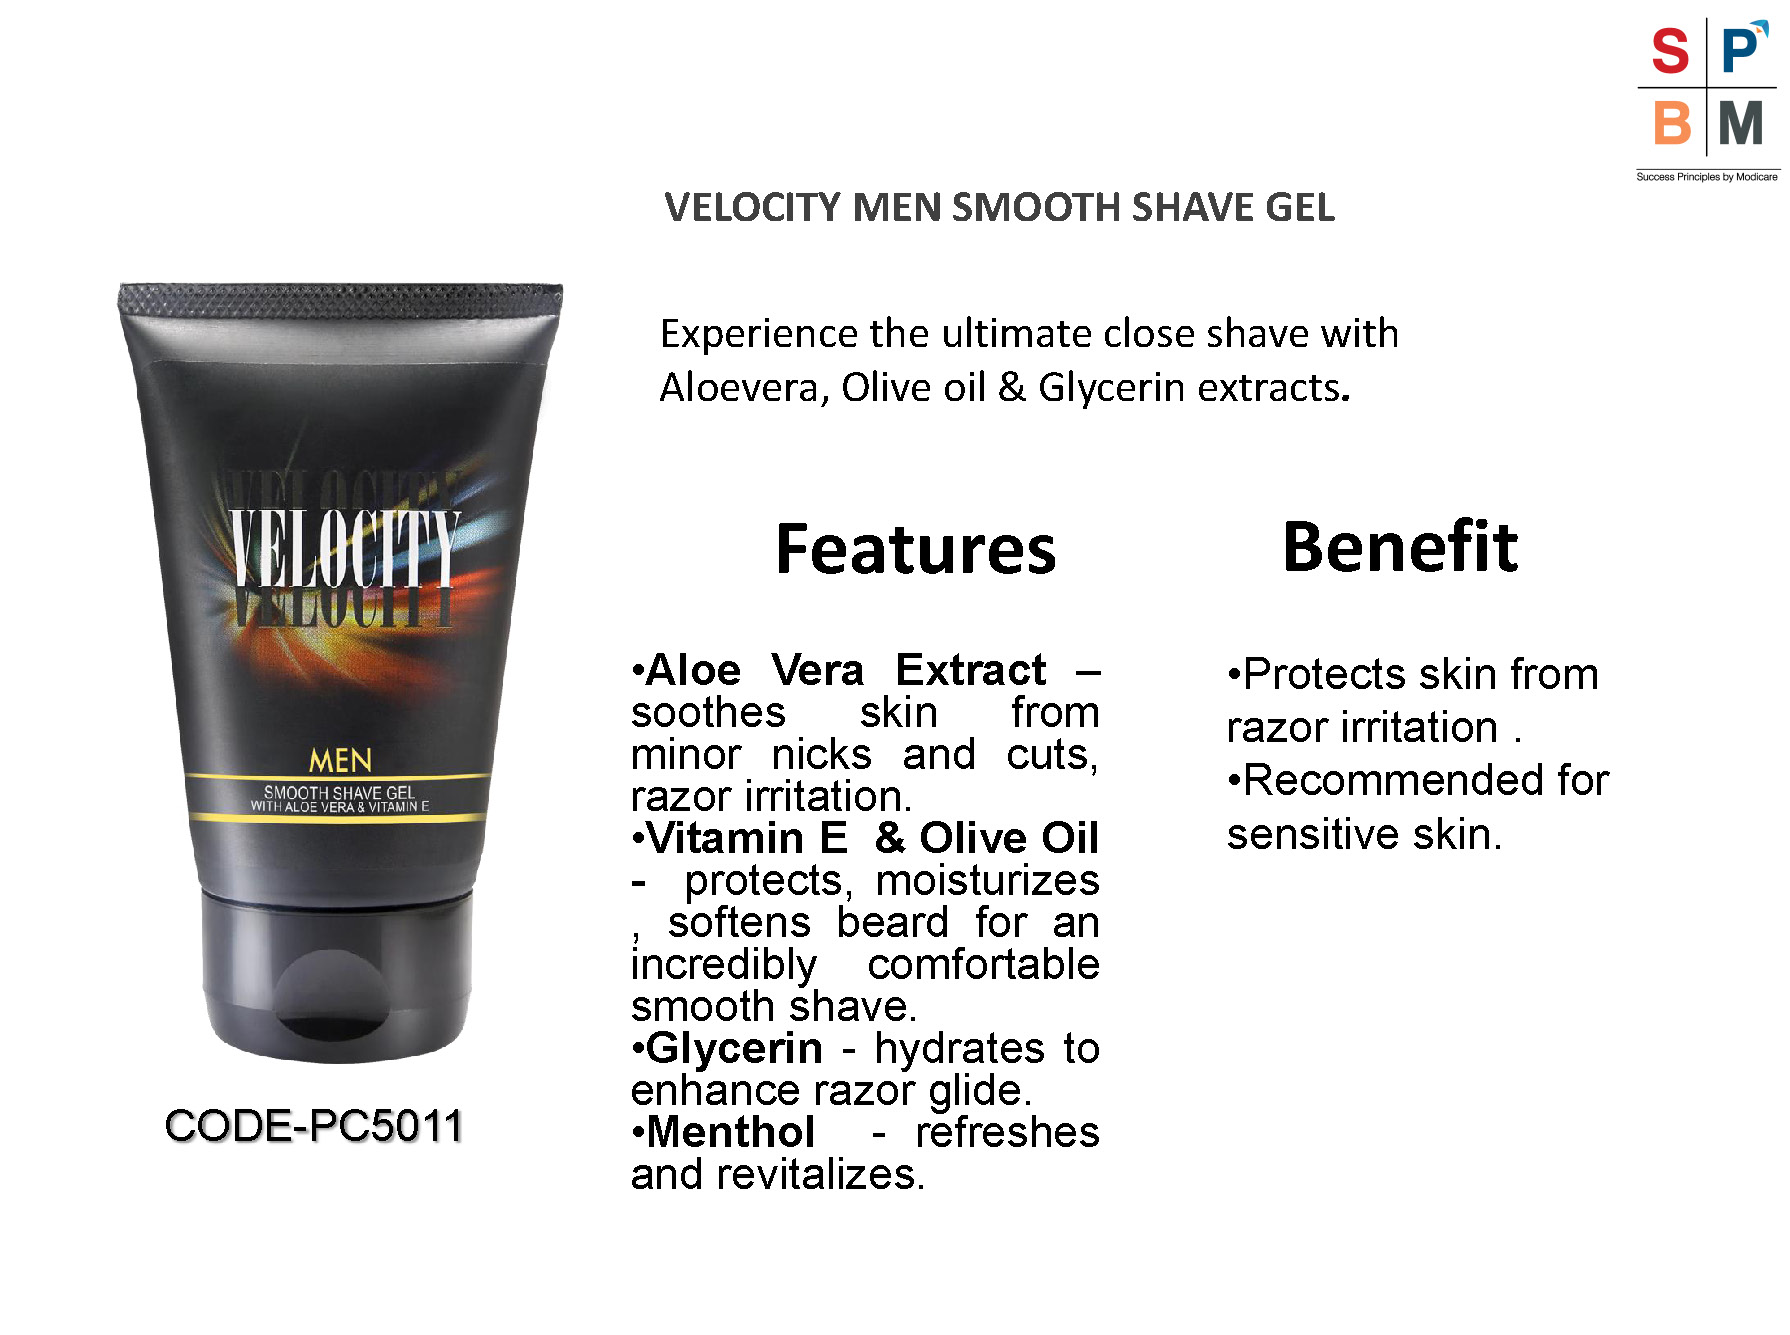 S P
B M
Success Principles by Modicare
VELOCITY MEN SMOOTH SHAVE GEL
Experience the ultimate close shave with
Aloevera, Olive oil & Glycerin extracts.
VELOCITY
VELOCITY
VELOCITY
MEN
SMOOTH SHAVE GEL
WITH ALOE VERA & VITAMIN E
CODE-PC5011
Features
•Aloe Vera Extract –
soothes skin from
minor nicks and cuts,
razor irritation.
•Vitamin E & Olive Oil
- protects, moisturizes
, softens beard for an
incredibly comfortable
smooth shave.
•Glycerin - hydrates to
enhance razor glide.
•Menthol - refreshes
and revitalizes.
Benefit
•Protects skin from
razor irritation .
•Recommended for
sensitive skin.